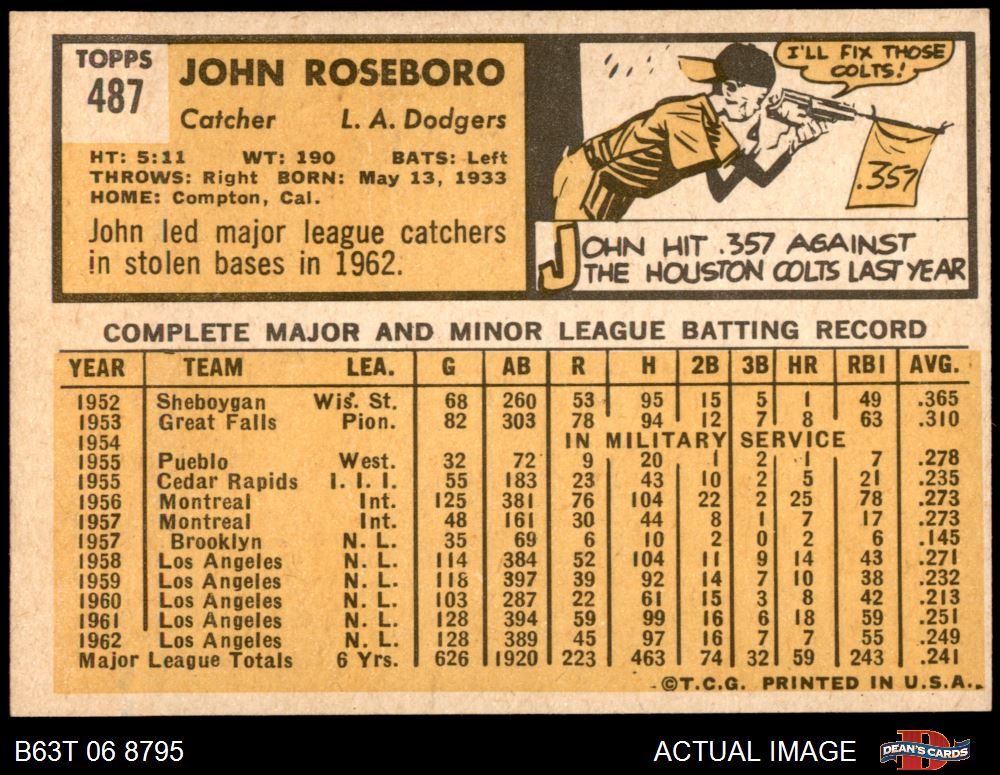 TOPPS
487
JOHN ROSEBORO
Catcher L. A. Dodgers
HT: 5:11 WT: 190 BATS: Left
THROWS: Right BORN: May 13, 1933
HOME: Compton, Cal.
John led major league catchers
in stolen bases in 1962.
I'LL FIX THOSE
COLTS!
.357
JOHN HIT .357 AGAINST
THE HOUSTON COLTS LAST YEAR
COMPLETE MAJOR AND MINOR LEAGUE BATTING RECORD
YEAR TEAM LEA. G AB R H 2B 3B HR RBI AVG.
1952 Sheboygan Wis. St. 68 260 53 95 15 5 1 49 .365
1953 Great Falls Pion. 82 303 78 94 12 7 8 63 .310
1954 IN MILITARY SERVICE
1955 Pueblo West. 32 72 9 20 1 2 1 7 .278
1955 Cedar Rapids I. I. I. 55 183 23 43 10 2 5 21 .235
1956 Montreal Int. 125 381 76 104 22 2 25 78 .273
1957 Montreal Int. 48 161 30 44 8 1 7 17 .273
1957 Brooklyn N. L. 35 69 6 10 2 0 2 6 .145
1958 Los Angeles N. L. 114 384 52 104 11 9 14 43 .271
1959 Los Angeles N. L. 118 397 39 92 14 7 10 38 .232
1960 Los Angeles N. L. 103 287 22 61 15 3 8 42 .213
1961 Los Angeles N. L. 128 394 59 99 16 6 18 59 .251
1962 Los Angeles N. L. 128 389 45 97 16 7 7 55 .249
Major League Totals 6 Yrs. 626 1920 223 463 74 32 59 243 .241
©T.C.G. PRINTED IN U.S.A.
B63T 06 8795 ACTUAL IMAGE DEAN'S CARDS